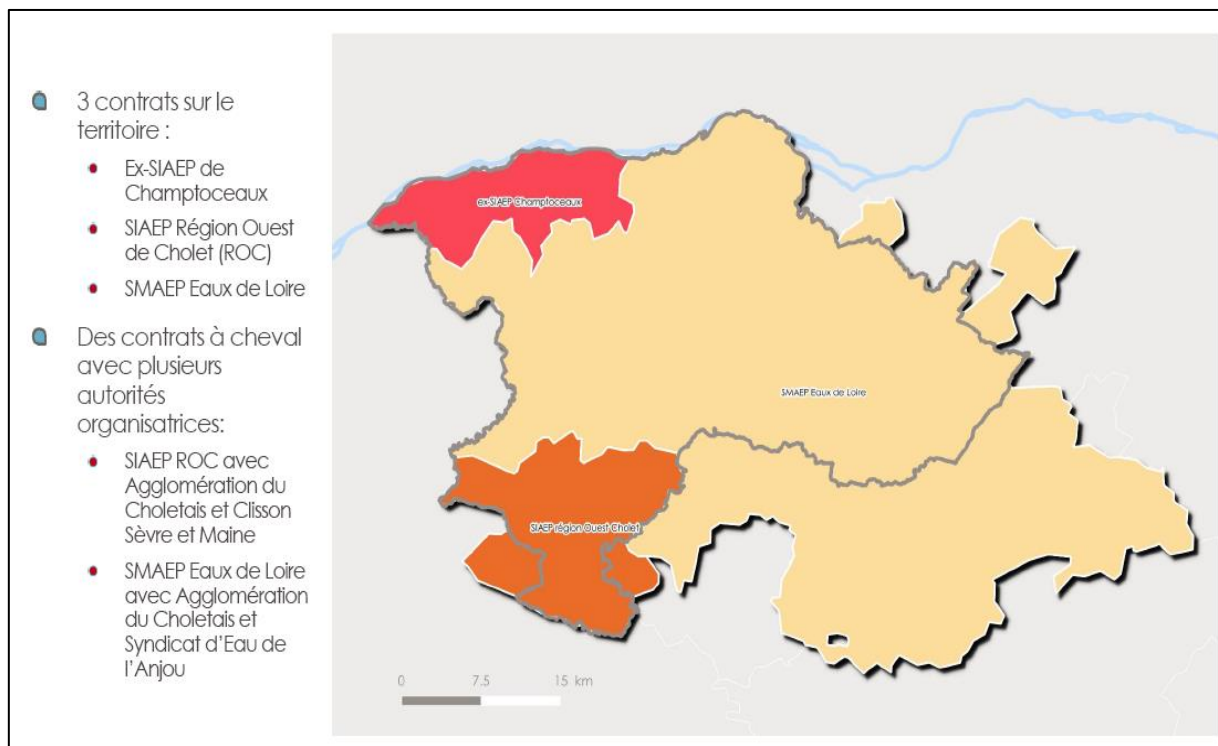 3 contrats sur le
territoire :
Ex-SIAEP de
Champtoceaux
SIAEP Région Ouest
de Cholet (ROC)
SMAEP Eaux de Loire
Des contrats à cheval
avec plusieurs
autorités
organisatrices:
SIAEP ROC avec
Agglomération du
Choletais et Clisson
Sèvre et Maine
SMAEP Eaux de Loire
avec Agglomération
du Choletais et
Syndicat d'Eau de
l'Anjou
ex-SIAEP Champtoceaux
SMAEP Eaux de Loire
SIAEP région Ouest Cholet
0 7.5 15 km